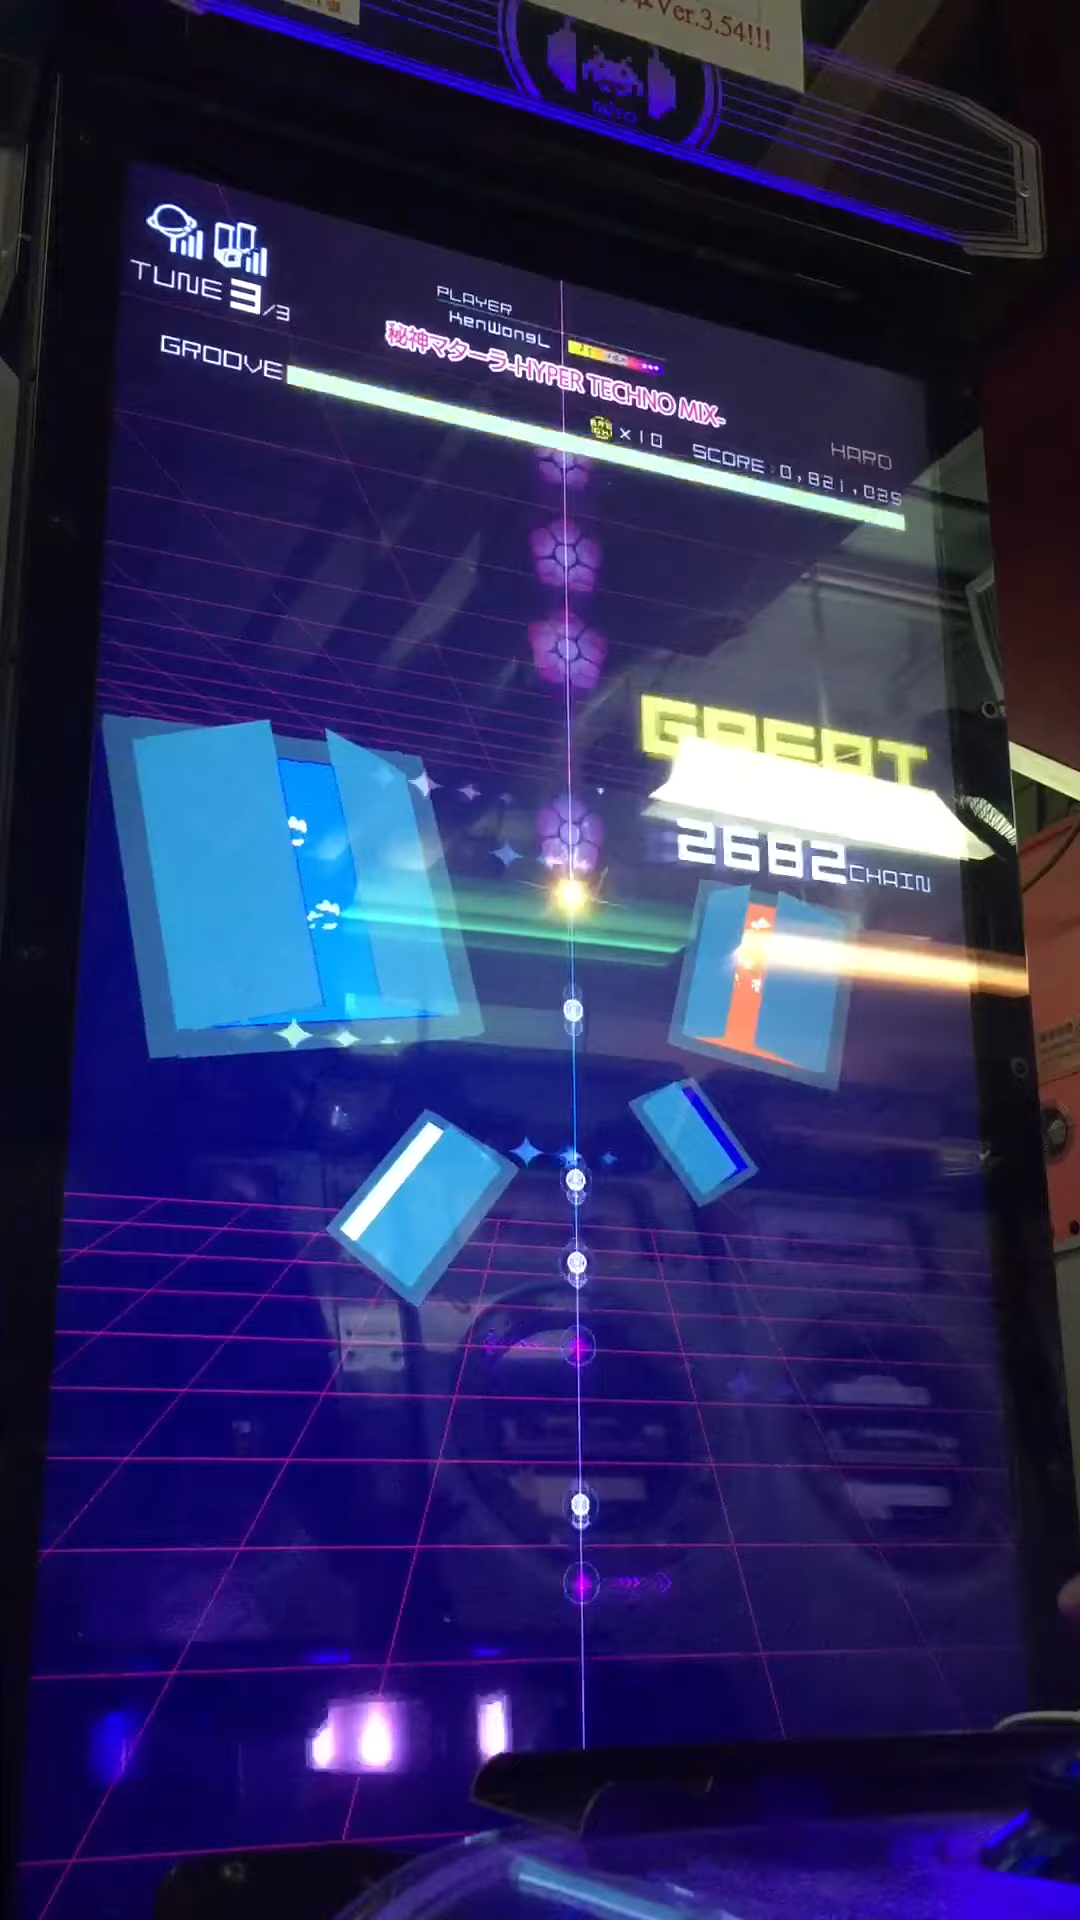 Ver.3.54!!!
TAITO
TUNE 3/3
PLAYER
KenWongL
秘神マターラ-HYPER TECHNO MIX-
GROOVE
×10
SCORE:0,821,025
HARD
GREAT
2682CHAIN